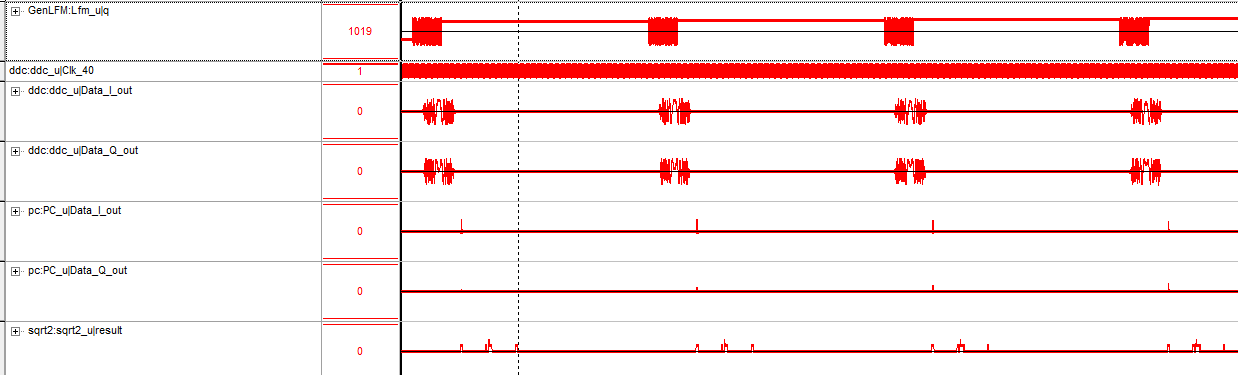 GenLFM:Lfm_u|q
1019
ddc:ddc_u|Clk_40
1
ddc:ddc_u|Data_I_out
0
ddc:ddc_u|Data_Q_out
0
pc:PC_u|Data_I_out
0
pc:PC_u|Data_Q_out
0
sqrt2:sqrt2_u|result
0